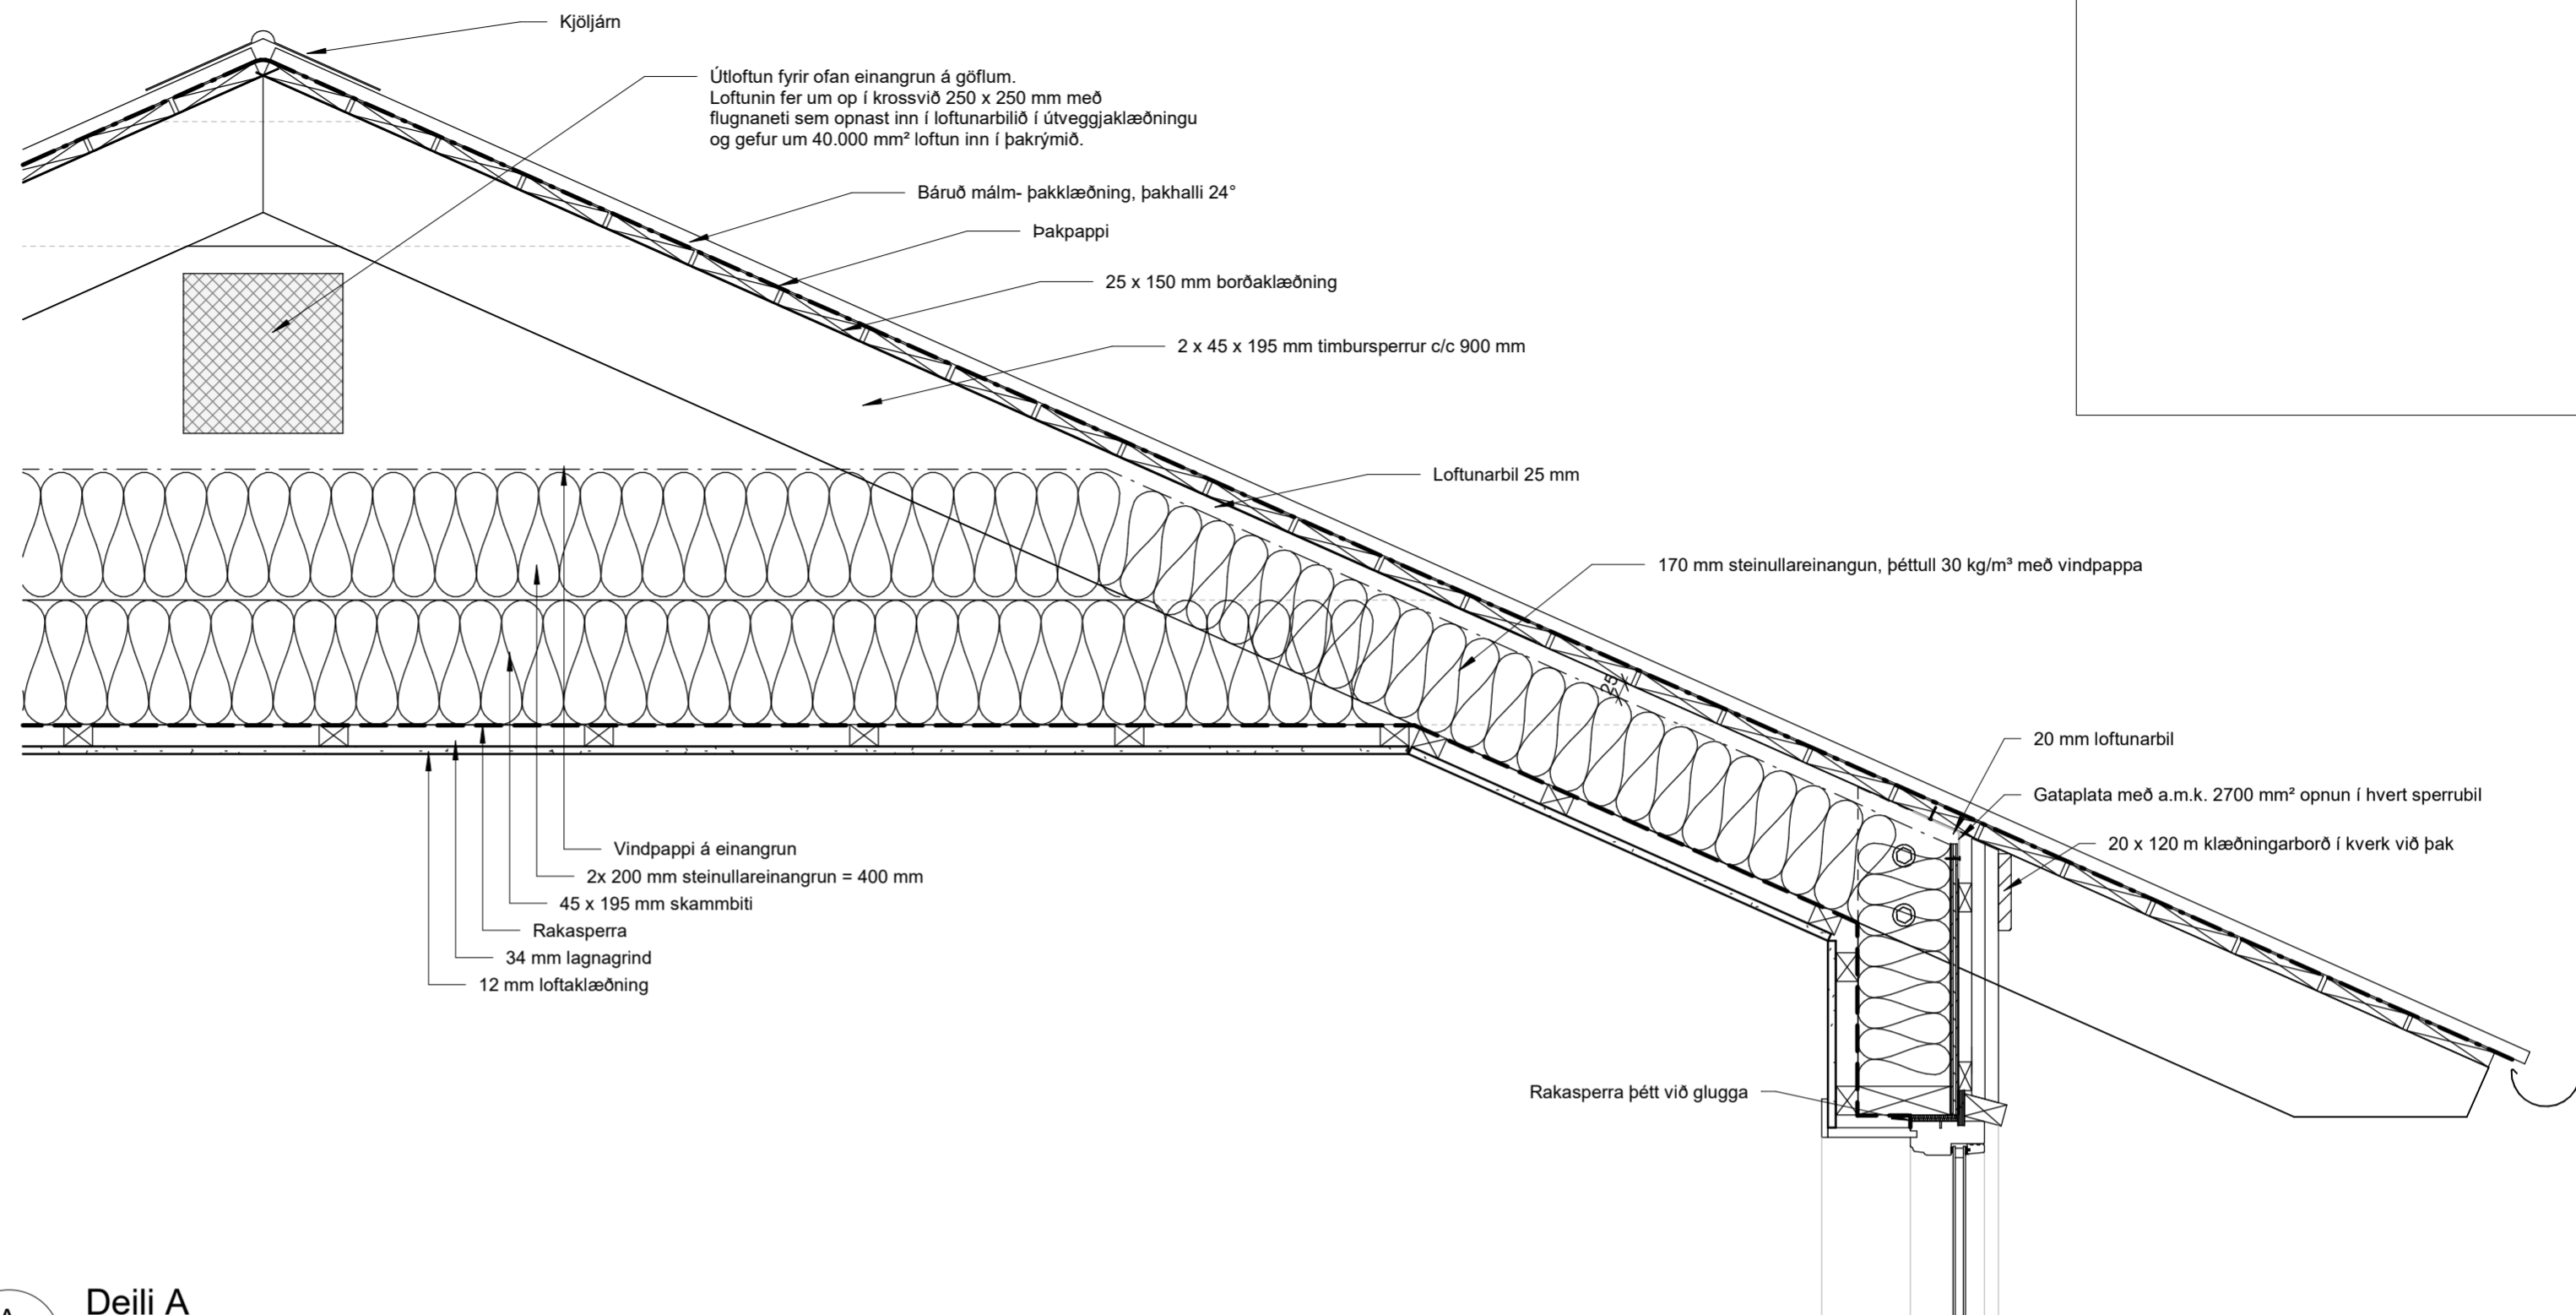 Kjöljárn
Útloftun fyrir ofan einangrun á göflum.
Loftunin fer um op í krossvið 250 x 250 mm með
flugnaneti sem opnast inn í loftunarbilið í útveggjaklæðningu
og gefur um 40.000 mm² loftun inn í þakrýmið.
Báruð málm- þakklæðning, þakhalli 24°
Þakpappi
25 x 150 mm borðaklæðning
2 x 45 x 195 mm timbursperrur c/c 900 mm
Loftunarbil 25 mm
170 mm steinullareinangun, þéttull 30 kg/m³ með vindpappa
25
20 mm loftunarbil
Gataplata með a.m.k. 2700 mm² opnun í hvert sperrubil
20 x 120 m klæðningarborð í kverk við þak
Vindpappi á einangrun
2x 200 mm steinullareinangrun = 400 mm
45 x 195 mm skammbiti
Rakasperra
34 mm lagnagrind
12 mm loftaklæðning
Rakasperra þétt við glugga
Deili A